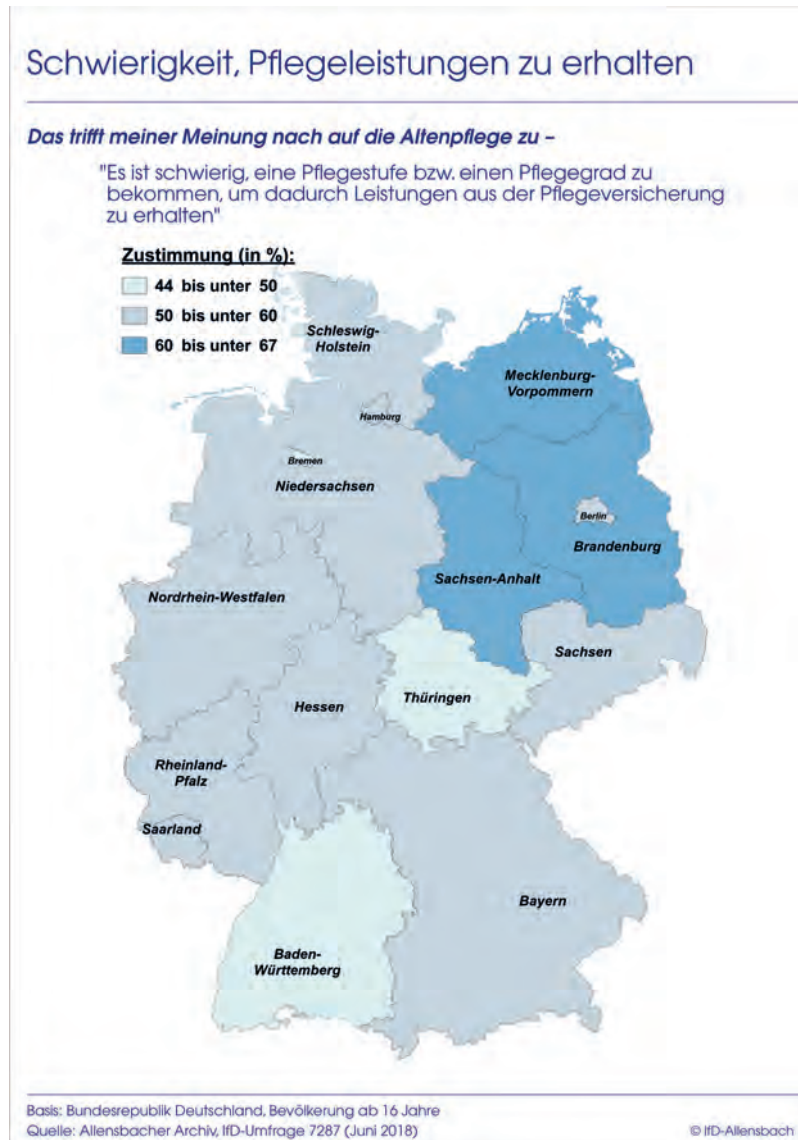 Schwierigkeit, Pflegeleistungen zu erhalten
Das trifft meiner Meinung nach auf die Altenpflege zu –
"Es ist schwierig, eine Pflegestufe bzw. einen Pflegegrad zu
bekommen, um dadurch Leistungen aus der Pflegeversicherung
zu erhalten"
Zustimmung (in %):
44 bis unter 50
50 bis unter 60
60 bis unter 67
Schleswig-
Holstein
Mecklenburg-
Vorpommern
Hamburg
Bremen
Niedersachsen
Berlin
Brandenburg
Sachsen-Anhalt
Nordrhein-Westfalen
Sachsen
Thüringen
Hessen
Rheinland-
Pfalz
Saarland
Bayern
Baden-
Württemberg
Basis: Bundesrepublik Deutschland, Bevölkerung ab 16 Jahre
Quelle: Allensbacher Archiv, IfD-Umfrage 7287 (Juni 2018)
© IfD-Allensbach